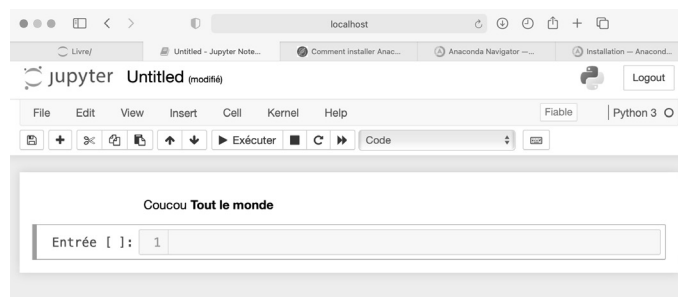 localhost
Livre/
Untitled - Jupyter Note...
Comment installer Anac...
Anaconda Navigator —...
Installation — Anacond...
jupyter Untitled (modifié)
Logout
File Edit View Insert Cell Kernel Help
Fiable
Python 3
Exécuter
Code
Coucou Tout le monde
Entrée [ ]: 1